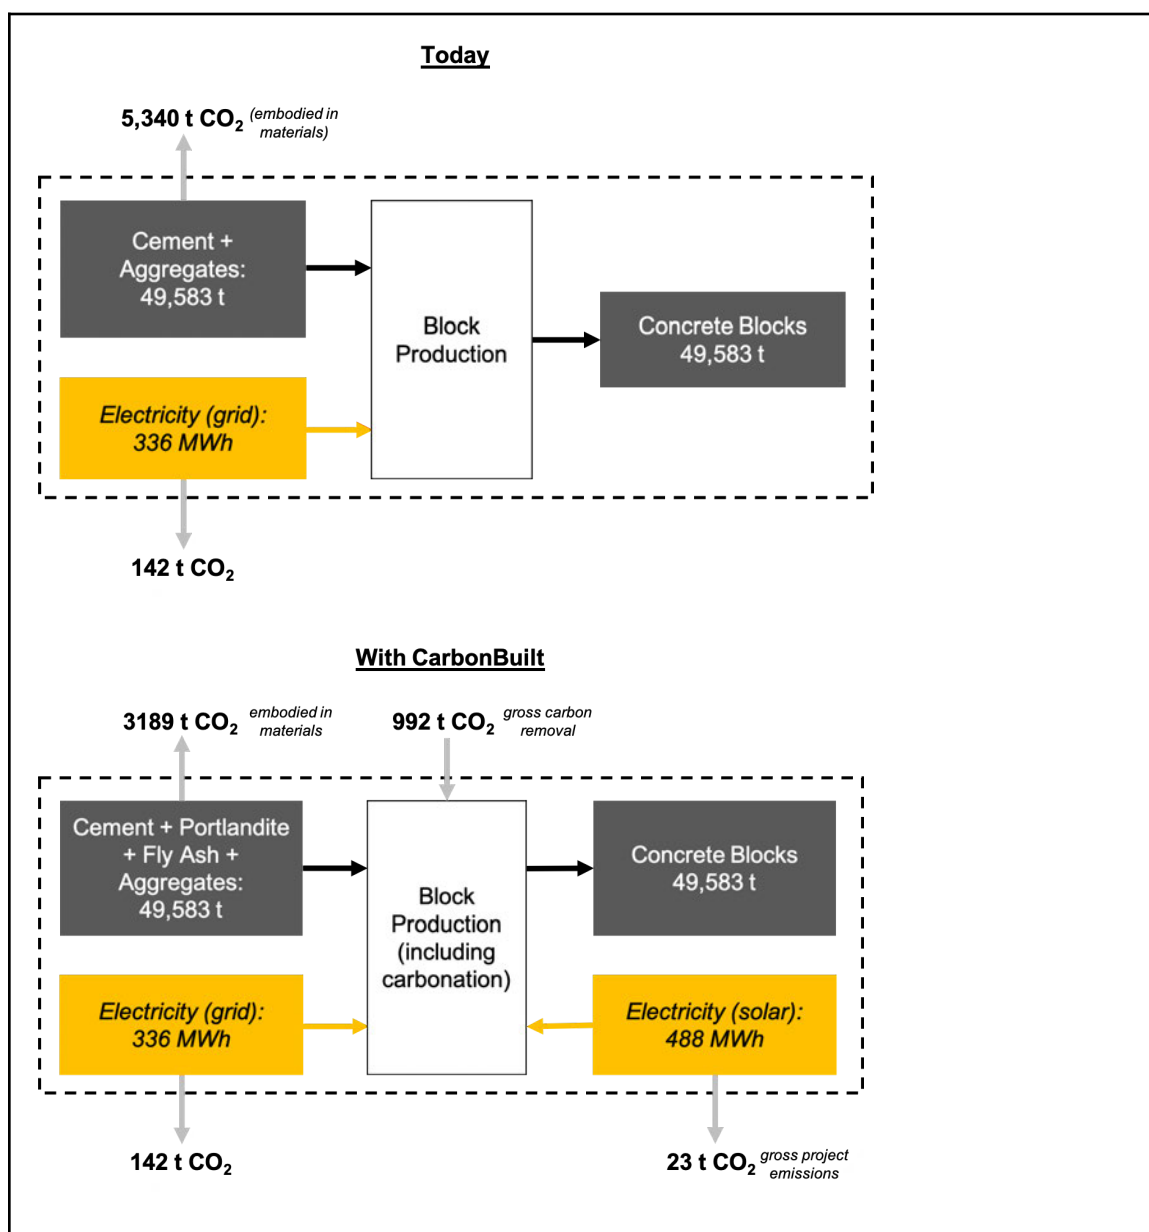 Today
5,340 t CO₂ (embodied in
materials)
Cement +
Aggregates:
49,583 t
Block
Production
Concrete Blocks
49,583 t
Electricity (grid):
336 MWh
142 t CO₂
With CarbonBuilt
3189 t CO₂ embodied in
materials
992 t CO₂ gross carbon
removal
Cement + Portlandite
+ Fly Ash +
Aggregates:
49,583 t
Block
Production
(including
carbonation)
Concrete Blocks
49,583 t
Electricity (grid):
336 MWh
Electricity (solar):
488 MWh
142 t CO₂
23 t CO₂ gross project
emissions